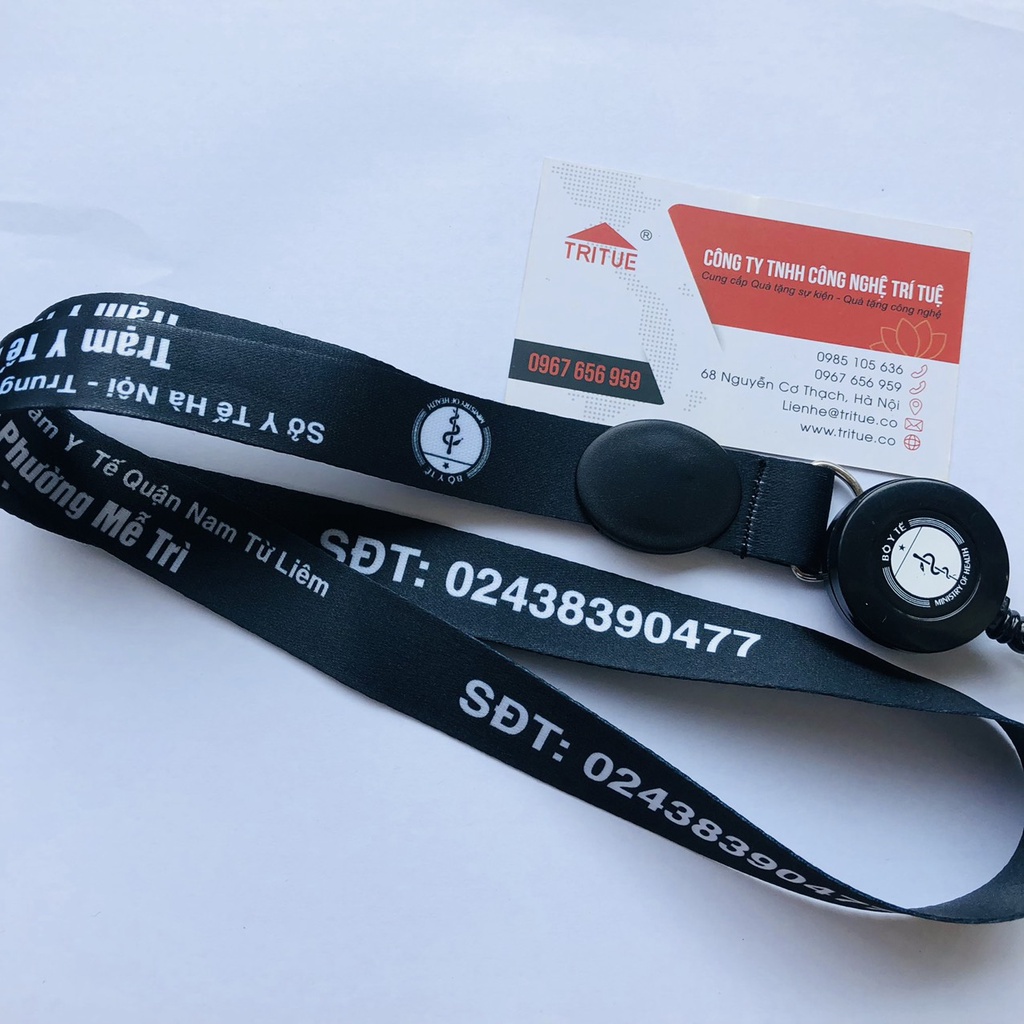 TRITUE ®
CÔNG TY TNHH CÔNG NGHỆ TRÍ TUỆ
Cung cấp Quà tặng sự kiện - Quà tặng công nghệ
0967 656 959
0985 105 636
0967 656 959
68 Nguyễn Cơ Thạch, Hà Nội
Lienhe@tritue.co
www.tritue.co
Trạm
Trạm Y Tế
Sở Y Tế Hà Nội - Trung
MINISTRY OF HEALTH
BỘ Y TẾ
BỘ Y TẾ
MINISTRY OF HEALTH
Tế Quận Nam Từ Liêm
Phường Mễ Trì
SĐT: 02438390477
SĐT: 02438390477